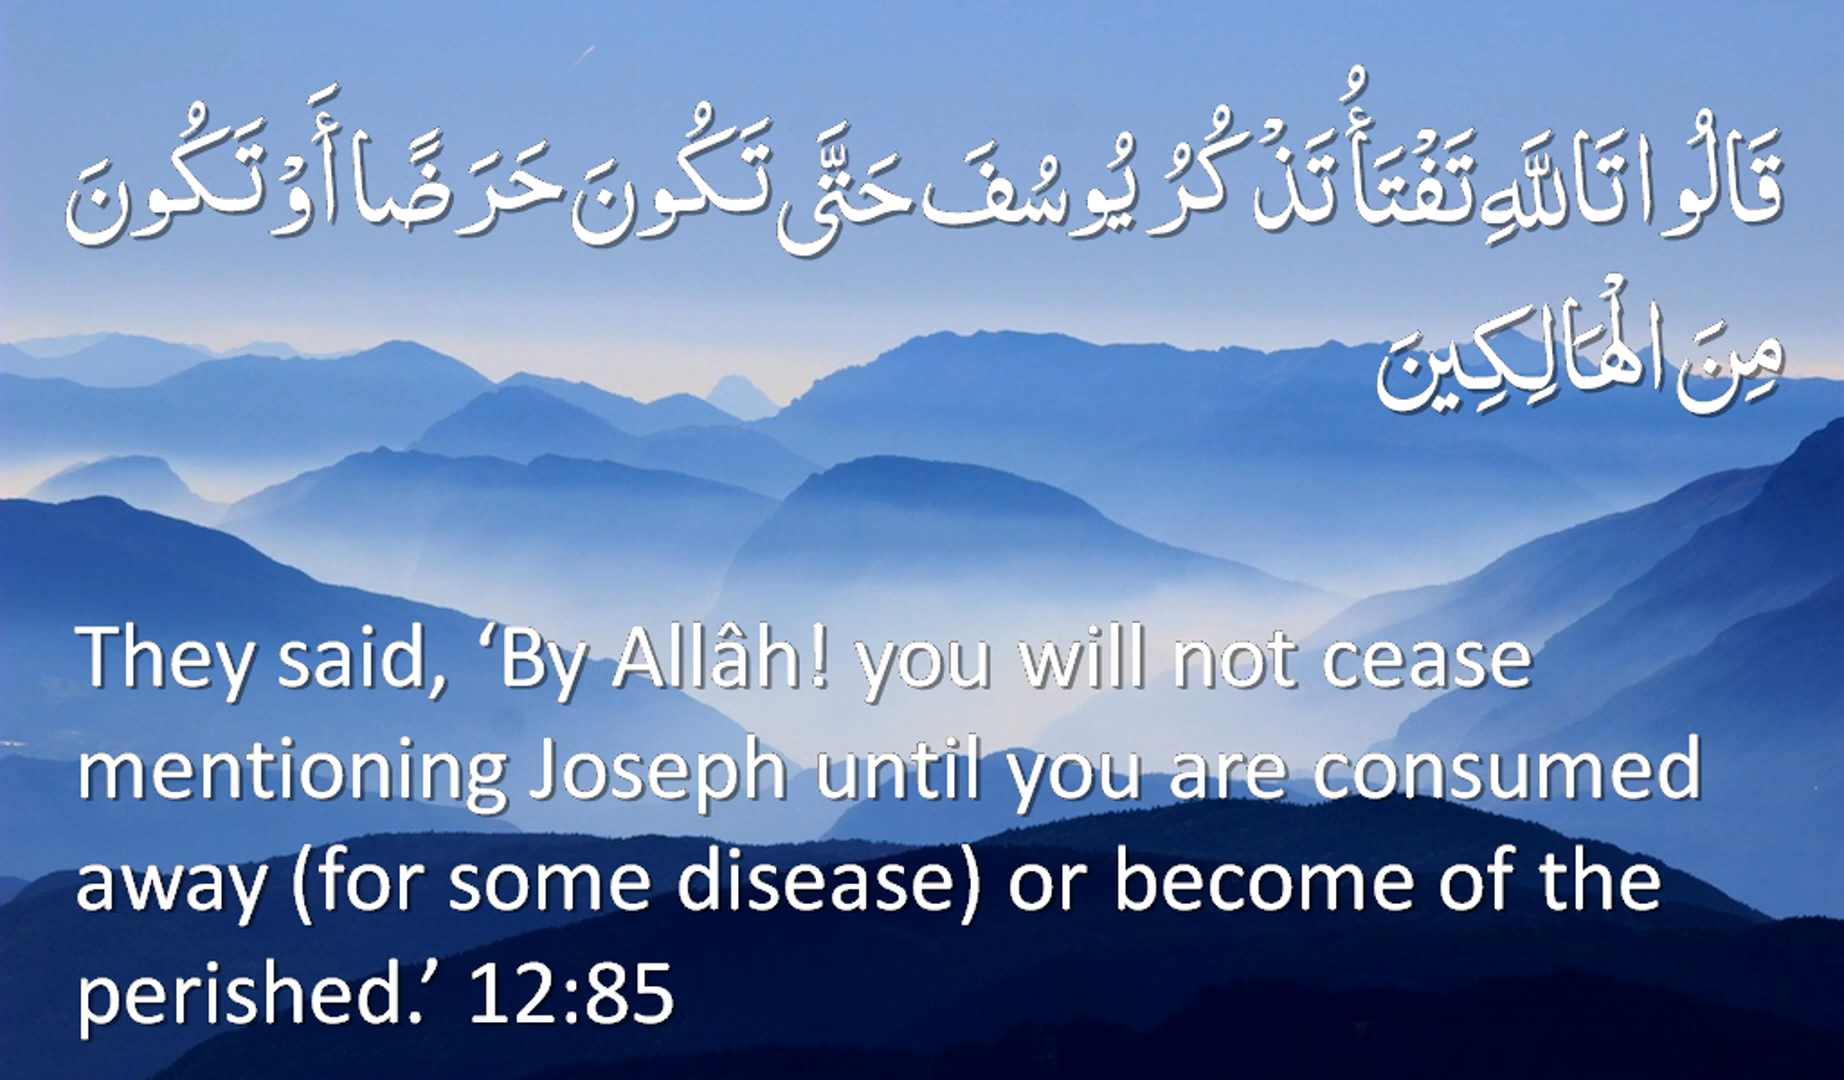 قَالُوا تَاللَّهِ تَفْتَأُ تَذْكُرُ يُوسُفَ حَتَّى تَكُونَ حَرَضًا أَوْ تَكُونَ
مِنَ الْهَالِكِينَ
They said, ‘By Allâh! you will not cease
mentioning Joseph until you are consumed
away (for some disease) or become of the
perished.’ 12:85